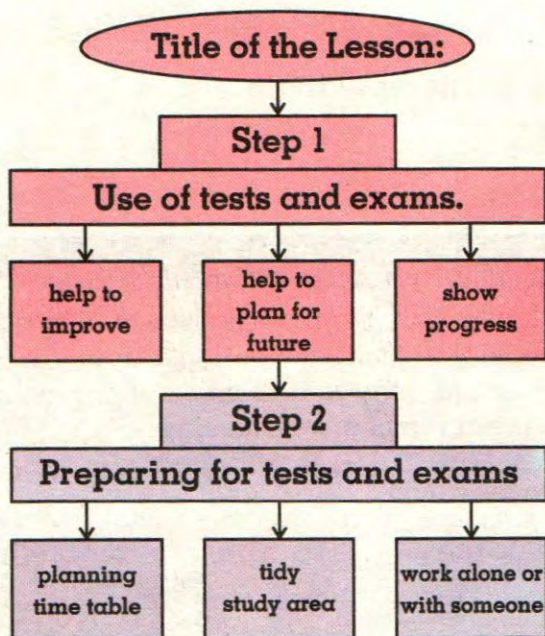 Title of the Lesson:
Step 1
Use of tests and exams.
help to
improve
help to
plan for
future
show
progress
Step 2
Preparing for tests and exams
planning
time table
tidy
study area
work alone or
with someone